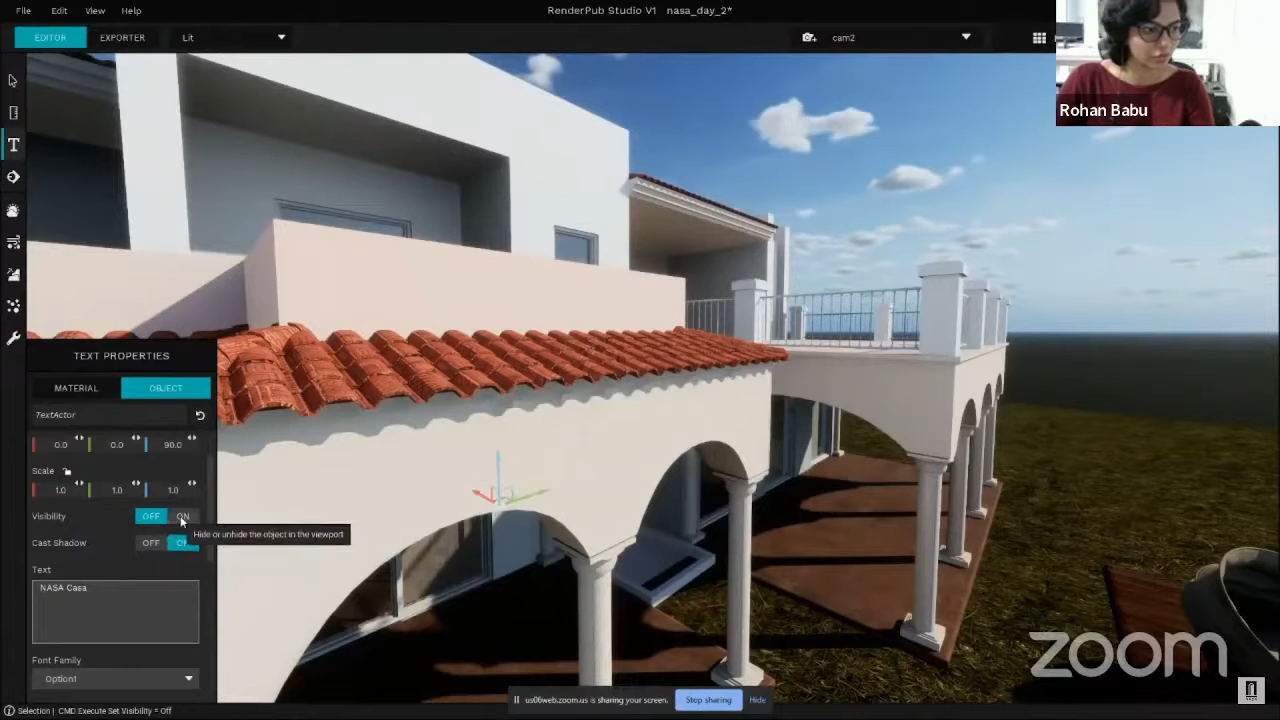 File Edit View Help
RenderPub Studio V1 nasa_day_2*
EDITOR EXPORTER Lit
cam2
Rohan Babu
T
TEXT PROPERTIES
MATERIAL OBJECT
TextActor
0.0 0.0 90.0
Scale
1.0 1.0 1.0
Visibility OFF ON
Hide or unhide the object in the viewport
Cast Shadow OFF
Text
NASA Casa
Font Family
Option1
zoom
us06web.zoom.us is sharing your screen. Stop sharing Hide
Selection | CMD Execute Set Visibility = Off